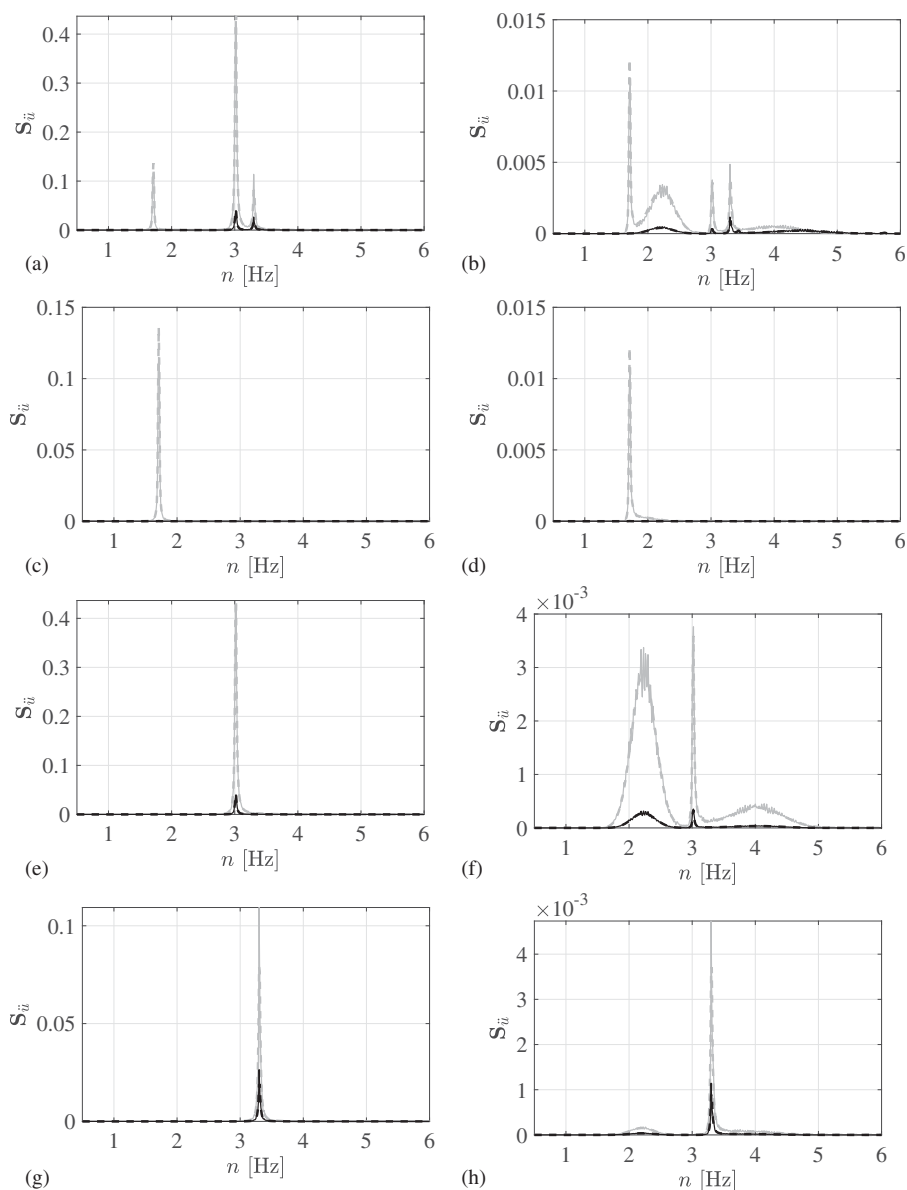 0.4
0.3
0.2
0.1
0
S_ü
1 2 3 4 5 6
n [Hz]
(a)
0.015
0.01
0.005
0
S_ü
1 2 3 4 5 6
n [Hz]
(b)
0.15
0.1
0.05
0
S_ü
1 2 3 4 5 6
n [Hz]
(c)
0.015
0.01
0.005
0
S_ü
1 2 3 4 5 6
n [Hz]
(d)
0.4
0.3
0.2
0.1
0
S_ü
1 2 3 4 5 6
n [Hz]
(e)
×10⁻³
4
3
2
1
0
S_ü
1 2 3 4 5 6
n [Hz]
(f)
0.1
0.05
0
S_ü
1 2 3 4 5 6
n [Hz]
(g)
×10⁻³
4
3
2
1
0
S_ü
1 2 3 4 5 6
n [Hz]
(h)